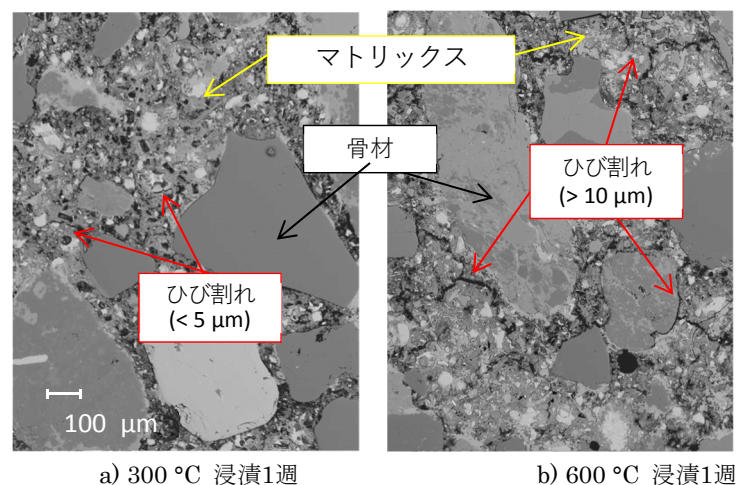 マトリックス
骨材
ひび割れ
(> 10 µm)
ひび割れ
(< 5 µm)
100 µm
a) 300 °C 浸漬1週
b) 600 °C 浸漬1週